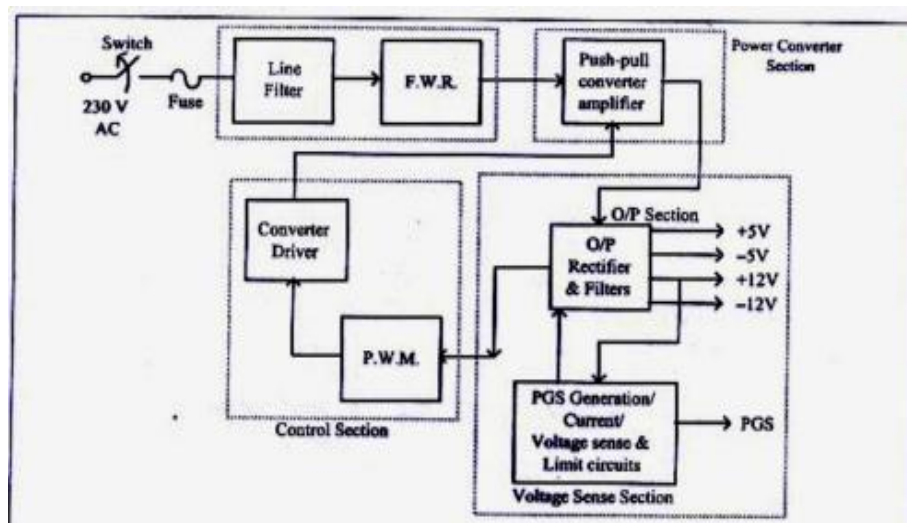 Switch
230 V
AC
Fuse
Line
Filter
F.W.R.
Push-pull
converter
amplifier
Power Converter
Section
Converter
Driver
P.W.M.
Control Section
O/P Section
O/P
Rectifier
& Filters
+5V
–5V
+12V
–12V
PGS Generation/
Current/
Voltage sense &
Limit circuits
PGS
Voltage Sense Section